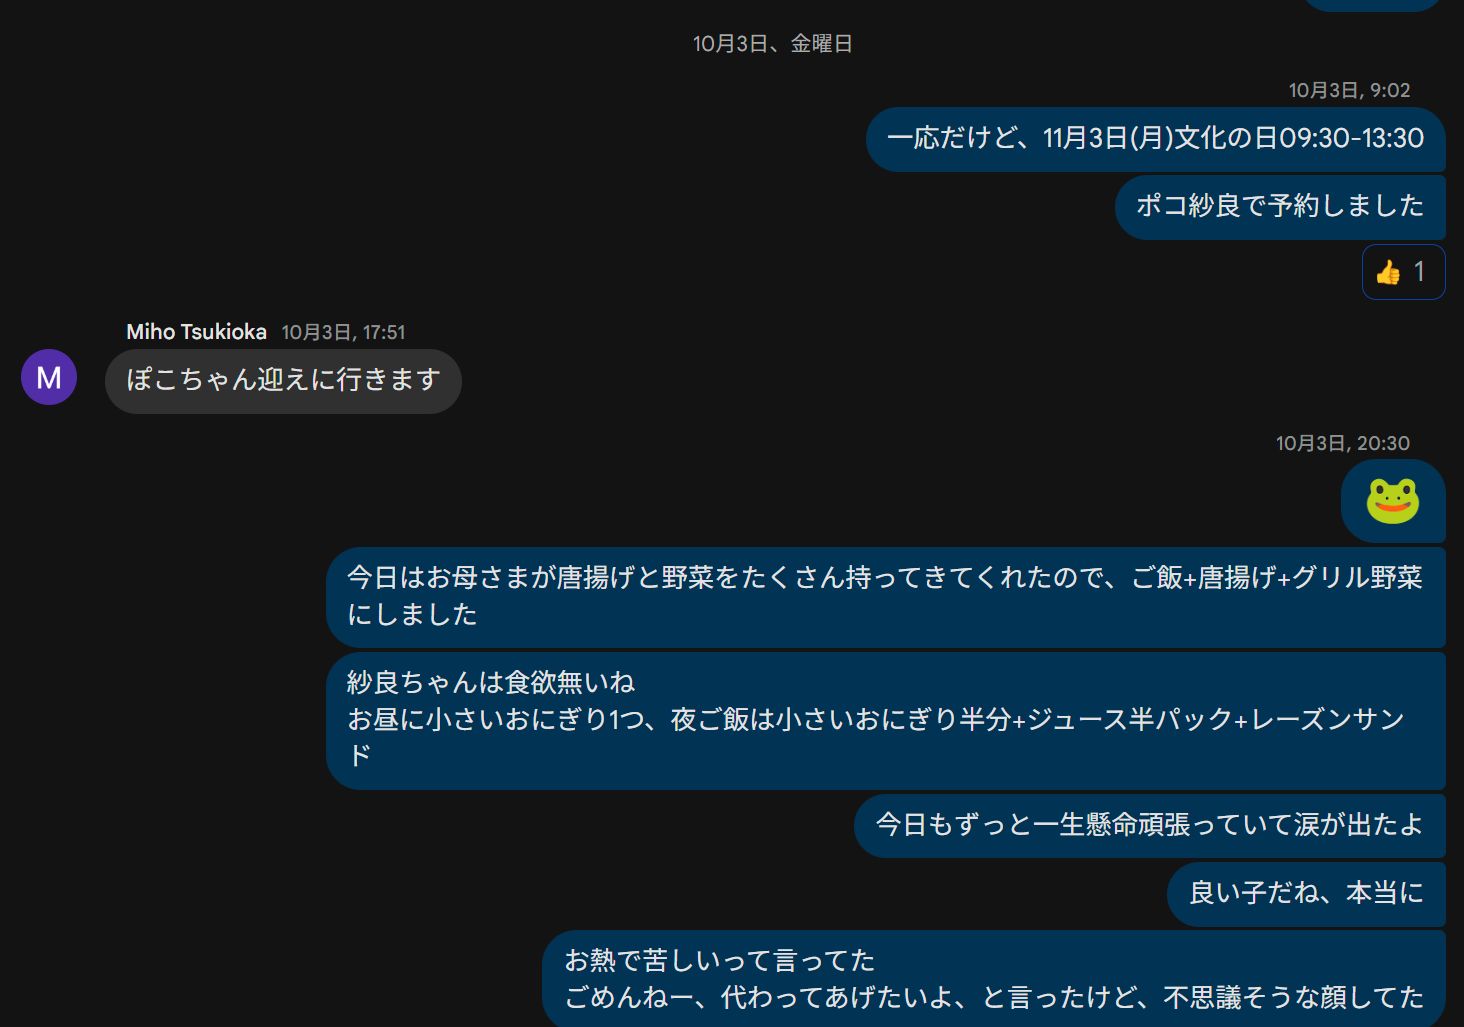 10月3日、金曜日
10月3日, 9:02
一応だけど、11月3日(月)文化の日09:30-13:30
ポコ紗良で予約しました
👍 1
Miho Tsukioka 10月3日, 17:51
M
ぽこちゃん迎えに行きます
10月3日, 20:30
🐸
今日はお母さまが唐揚げと野菜をたくさん持ってきてくれたので、ご飯+唐揚げ+グリル野菜
にしました
紗良ちゃんは食欲無いね
お昼に小さいおにぎり1つ、夜ご飯は小さいおにぎり半分+ジュース半パック+レーズンサン
ド
今日もずっと一生懸命頑張っていて涙が出たよ
良い子だね、本当に
お熱で苦しいって言ってた
ごめんねー、代わってあげたいよ、と言ったけど、不思議そうな顔してた